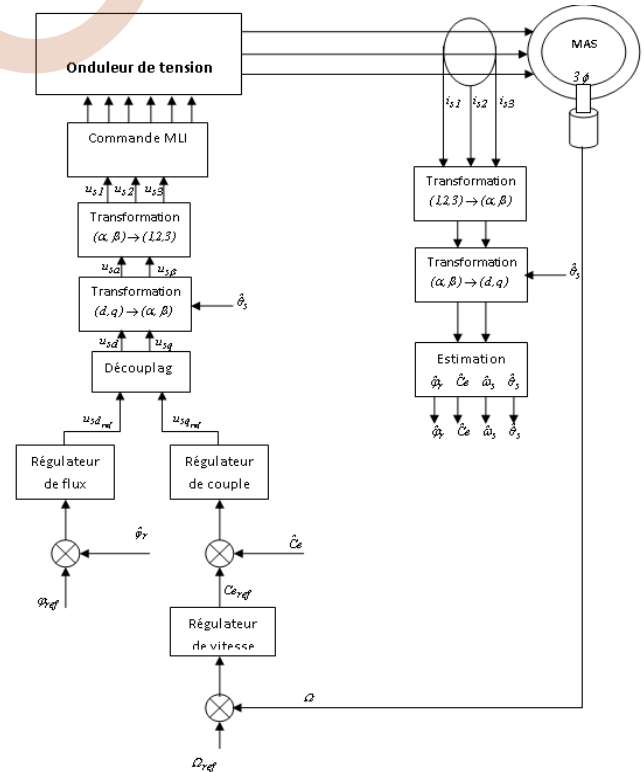 MAS
3 ϕ
Onduleur de tension
i_s1 i_s2 i_s3
Commande MLI
u_s1 u_s2 u_s3
Transformation
(α, β) → (1,2,3)
u_sα u_sβ
Transformation
(d, q) → (α, β)
θ̂_s
u_sd u_sq
Découplag
u_sd_ref u_sq_ref
Régulateur
de flux
Régulateur
de couple
φ̂_r
Ĉe
φ_ref
Ce_ref
Régulateur
de vitesse
Ω
Ω_ref
Transformation
(1,2,3) → (α, β)
Transformation
(α, β) → (d, q)
θ̂_s
Estimation
φ̂_r Ĉe ω̂_s θ̂_s
φ̂_r Ĉe ω̂_s θ̂_s